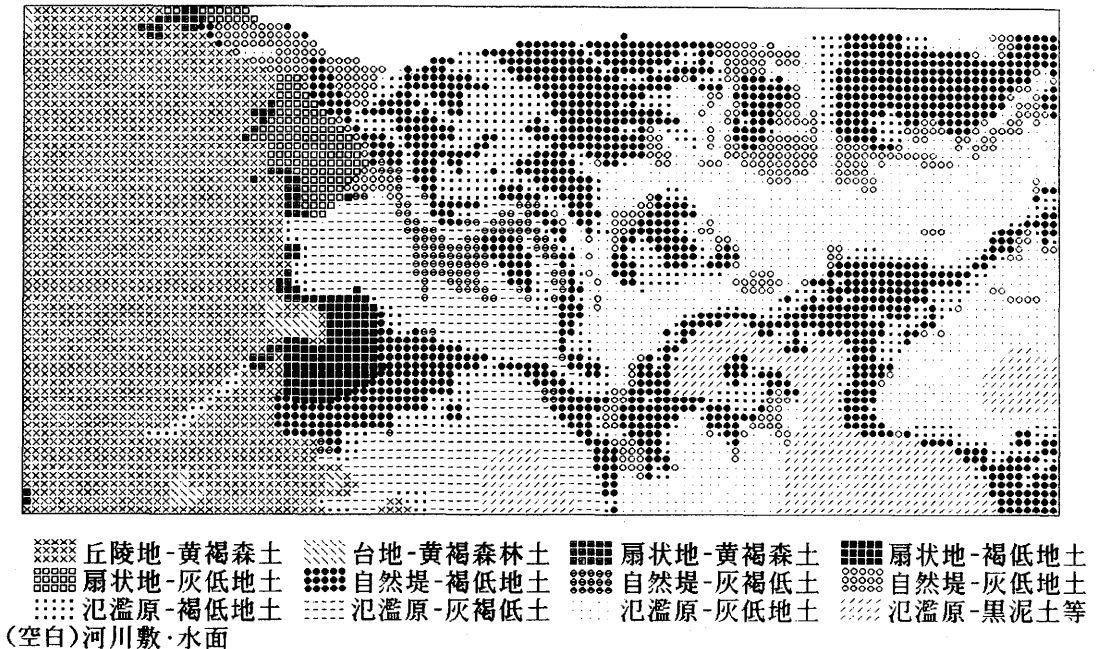 丘陵地-黄褐森土 台地-黄褐森林土 扇状地-黄褐森土 扇状地-褐低地土
扇状地-灰低地土 自然堤-褐低地土 自然堤-灰褐低土 自然堤-灰低地土
氾濫原-褐低地土 氾濫原-灰褐低土 氾濫原-灰低地土 氾濫原-黒泥土等
(空白)河川敷·水面